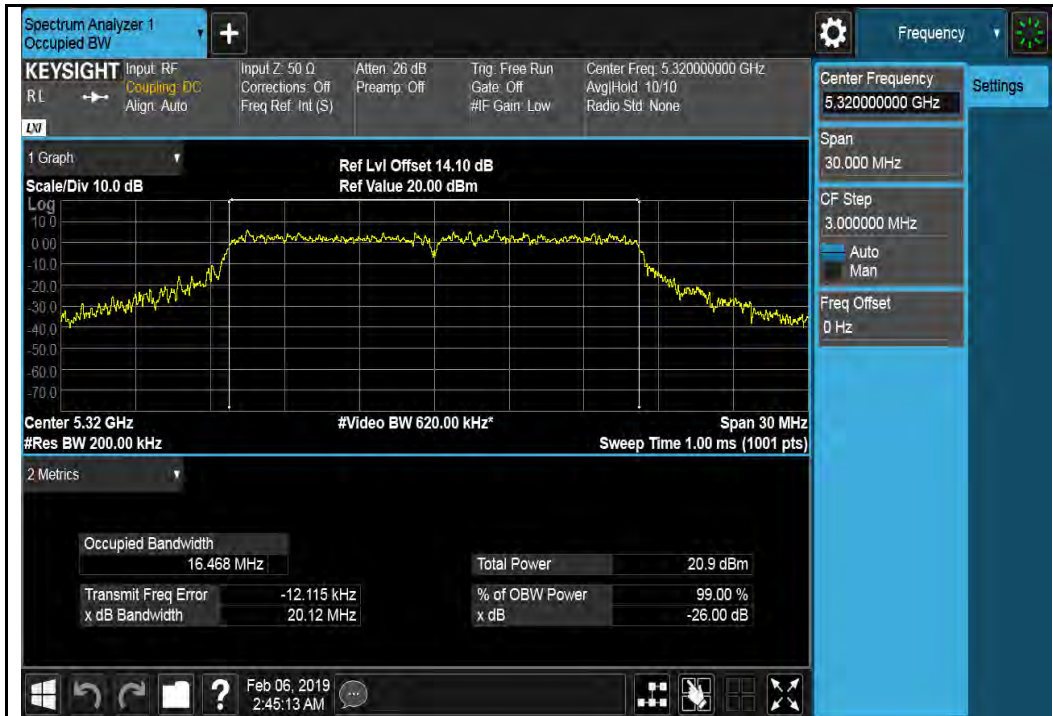 Spectrum Analyzer 1
Occupied BW
+
Frequency
KEYSIGHT
R L
LXI
Input: RF
Coupling: DC
Align: Auto
Input Z: 50 Ω
Corrections: Off
Freq Ref: Int (S)
Atten: 26 dB
Preamp: Off
Trig: Free Run
Gate: Off
#IF Gain: Low
Center Freq: 5.320000000 GHz
Avg|Hold: 10/10
Radio Std: None
Center Frequency
5.320000000 GHz
Settings
Span
30.000 MHz
CF Step
3.000000 MHz
Auto
Man
Freq Offset
0 Hz
1 Graph
Scale/Div 10.0 dB
Ref Lvl Offset 14.10 dB
Ref Value 20.00 dBm
Log
10.0
0.00
-10.0
-20.0
-30.0
-40.0
-50.0
-60.0
-70.0
Center 5.32 GHz
#Res BW 200.00 kHz
#Video BW 620.00 kHz*
Span 30 MHz
Sweep Time 1.00 ms (1001 pts)
2 Metrics
Occupied Bandwidth
16.468 MHz
Total Power 20.9 dBm
Transmit Freq Error -12.115 kHz
% of OBW Power 99.00 %
x dB Bandwidth 20.12 MHz
x dB -26.00 dB
?
Feb 06, 2019
2:45:13 AM